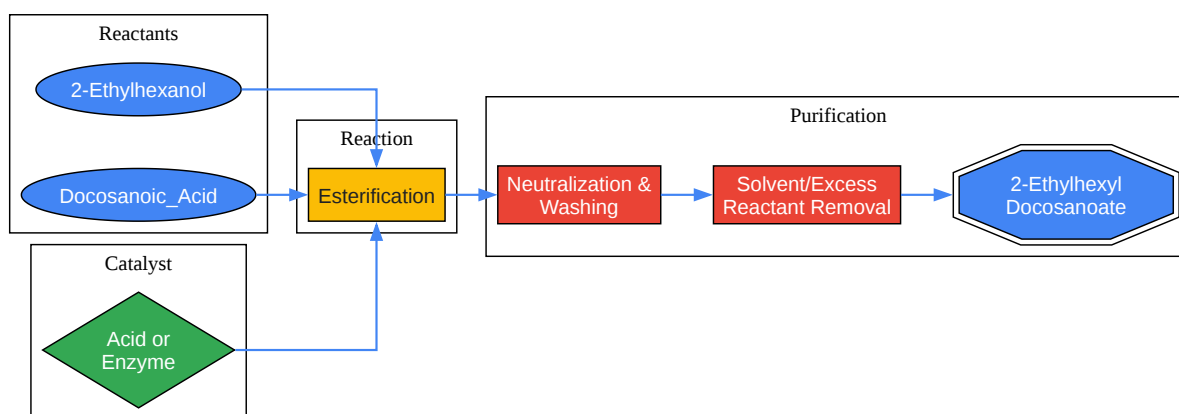 Reactants
2-Ethylhexanol
Docosanoic_Acid
Catalyst
Acid or
Enzyme
Reaction
Esterification
Purification
Neutralization &
Washing
Solvent/Excess
Reactant Removal
2-Ethylhexyl
Docosanoate